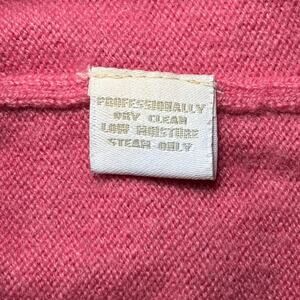 PROFESSIONALLY
DRY CLEAN
LOW MOISTURE
STEAM ONLY